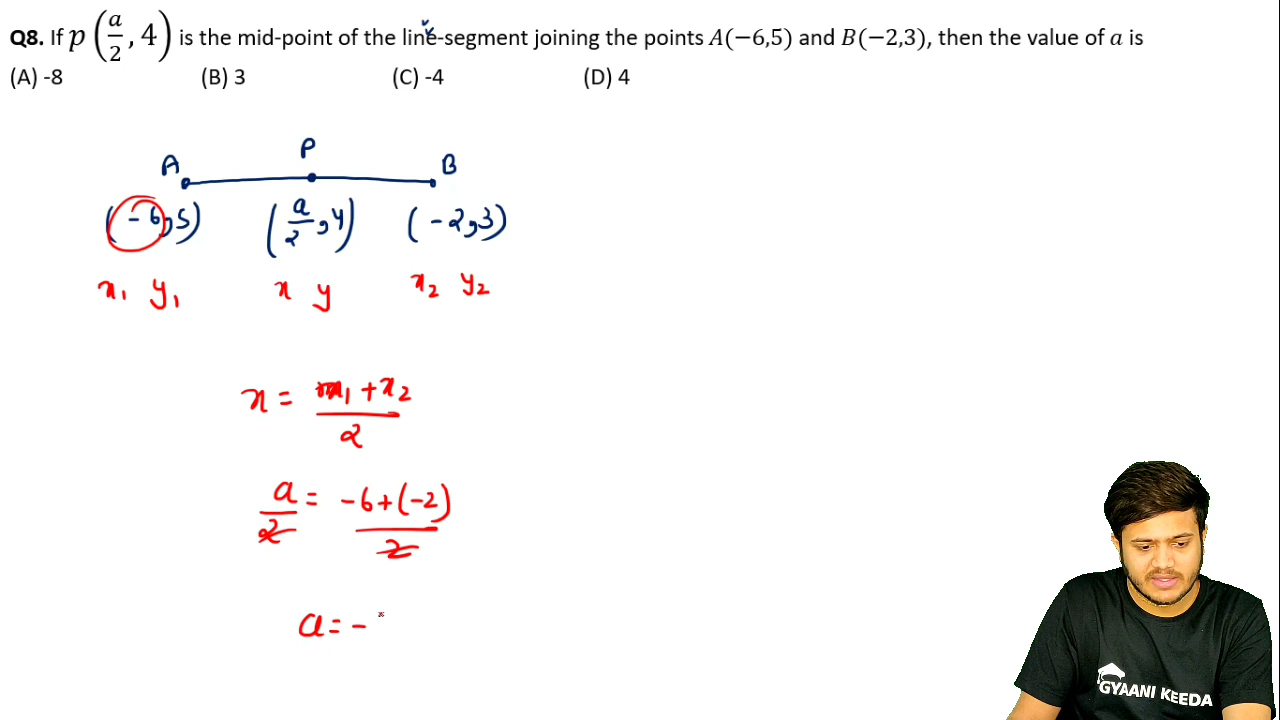 Q8. If p (a/2, 4) is the mid-point of the line-segment joining the points A(−6,5) and B(−2,3), then the value of a is
(A) -8 (B) 3 (C) -4 (D) 4
A P B
(-6,5) (a/2,4) (-2,3)
x1 y1 x y x2 y2
x = x1 + x2 / 2
a/2 = -6+(-2) / 2
a = -
GYAANI KEEDA